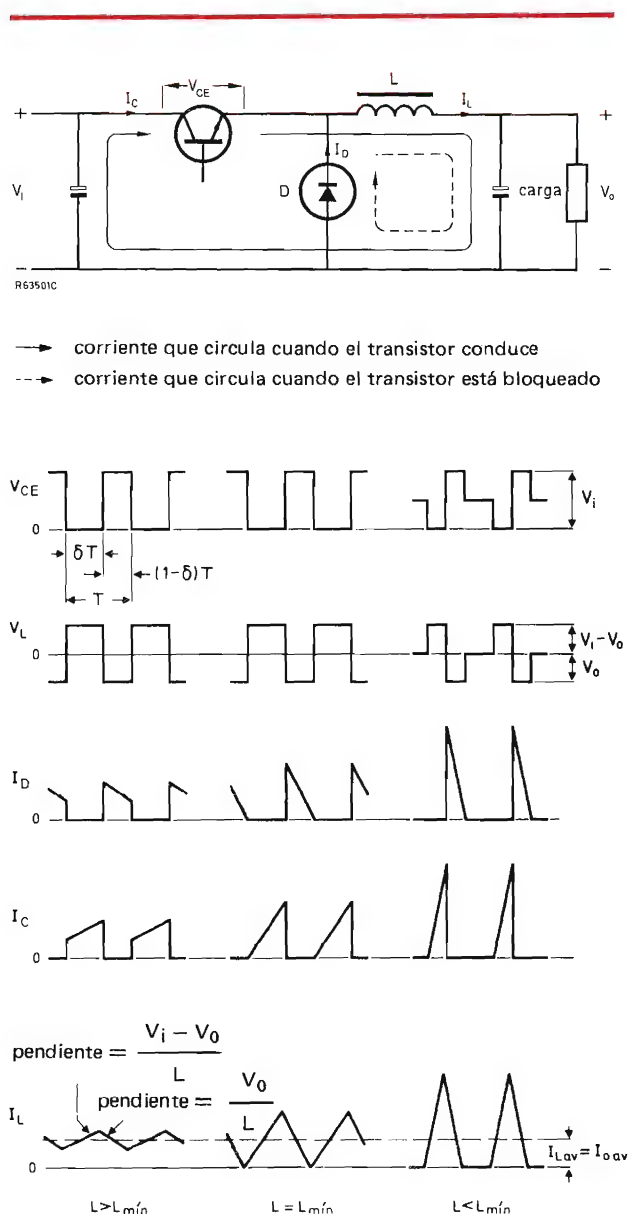 I_C V_CE L I_L
+ +
V_i D I_D carga V_o
− −
R63501C
corriente que circula cuando el transistor conduce
corriente que circula cuando el transistor está bloqueado
V_CE
0
V_i
δT
(1-δ)T
T
V_L
0
V_i − V_o
V_o
I_D
0
I_C
0
pendiente = V_i − V_o / L
pendiente = V_o / L
I_L
0
I_Lav = I_oav
L>L_mín L=L_mín L<L_mín